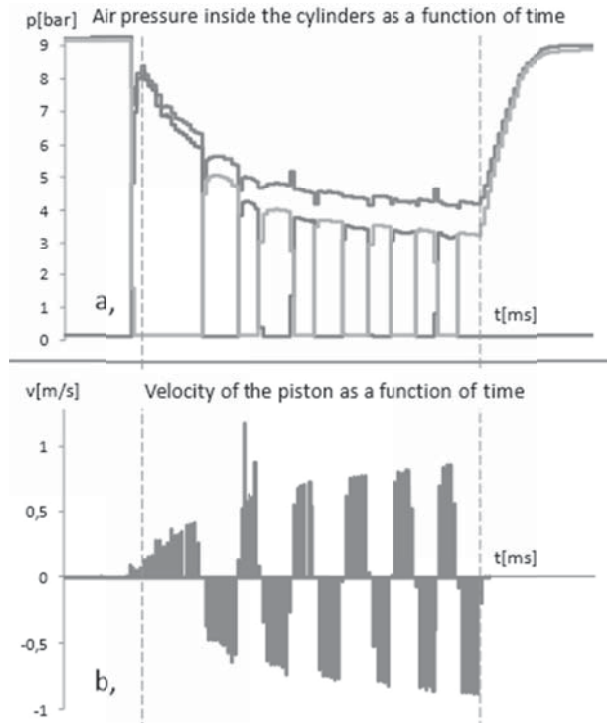 p[bar] Air pressure inside the cylinders as a function of time
9
8
7
6
5
4
3
2
1
0
a,
t[ms]
v[m/s] Velocity of the piston as a function of time
1
0,5
0
-0,5
-1
t[ms]
b,